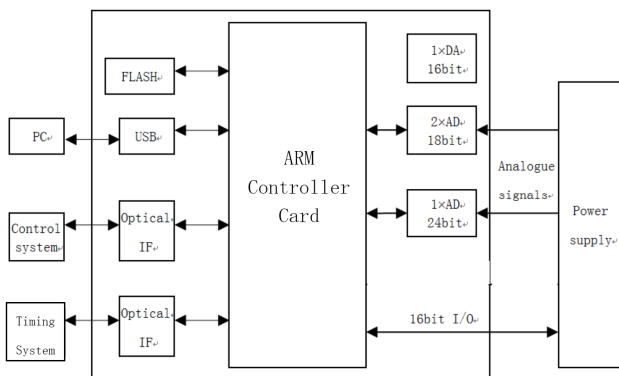 FLASH
PC
USB
Control
system
Optical
IF
Timing
System
Optical
IF
ARM
Controller
Card
1×DA
16bit
2×AD
18bit
1×AD
24bit
Analogue
signals
16bit I/O
Power
supply